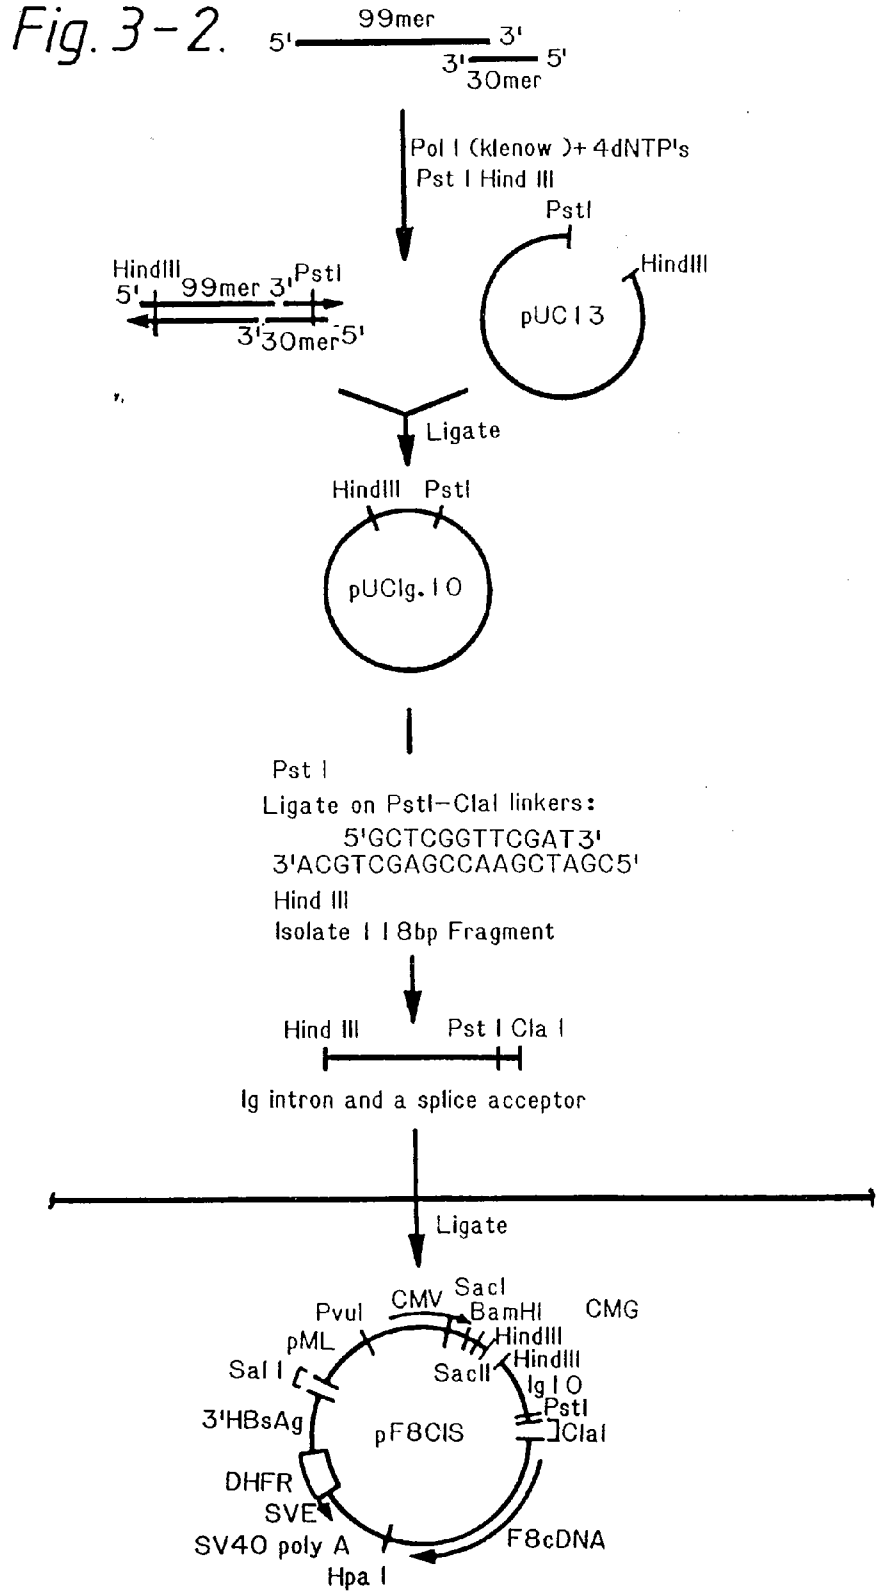 Fig. 3-2.
99mer
5' 3'
3' 5'
30mer
Pol I (klenow )+ 4dNTP's
Pst I Hind III
PstI
HindIII
pUC13
HindIII
99mer 3' PstI
5'
3' 30mer 5'
Ligate
HindIII PstI
pUCIg.10
Pst I
Ligate on PstI-ClaI linkers:
5'GCTCGGTTCGAT3'
3'ACGTCGAGCCAAGCTAGC5'
Hind III
Isolate 118bp Fragment
Hind III Pst I Cla I
Ig intron and a splice acceptor
Ligate
SacI
CMV
BamHI
CMG
PvuI
HindIII
pML
HindIII
SacII
Sal I
Ig10
PstI
3'HBsAg
pF8CIS
ClaI
DHFR
SVE
SV40 poly A
F8cDNA
Hpa I